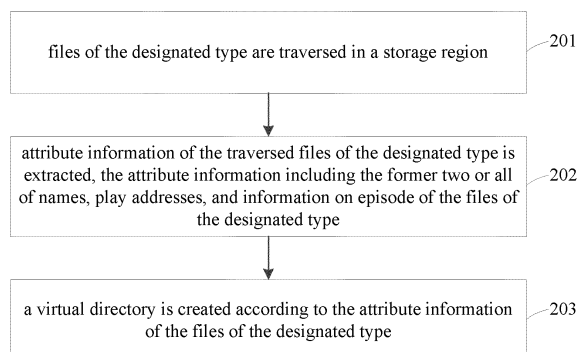 files of the designated type are traversed in a storage region
201
attribute information of the traversed files of the designated type is
extracted, the attribute information including the former two or all
of names, play addresses, and information on episode of the files of
the designated type
202
a virtual directory is created according to the attribute information
of the files of the designated type
203